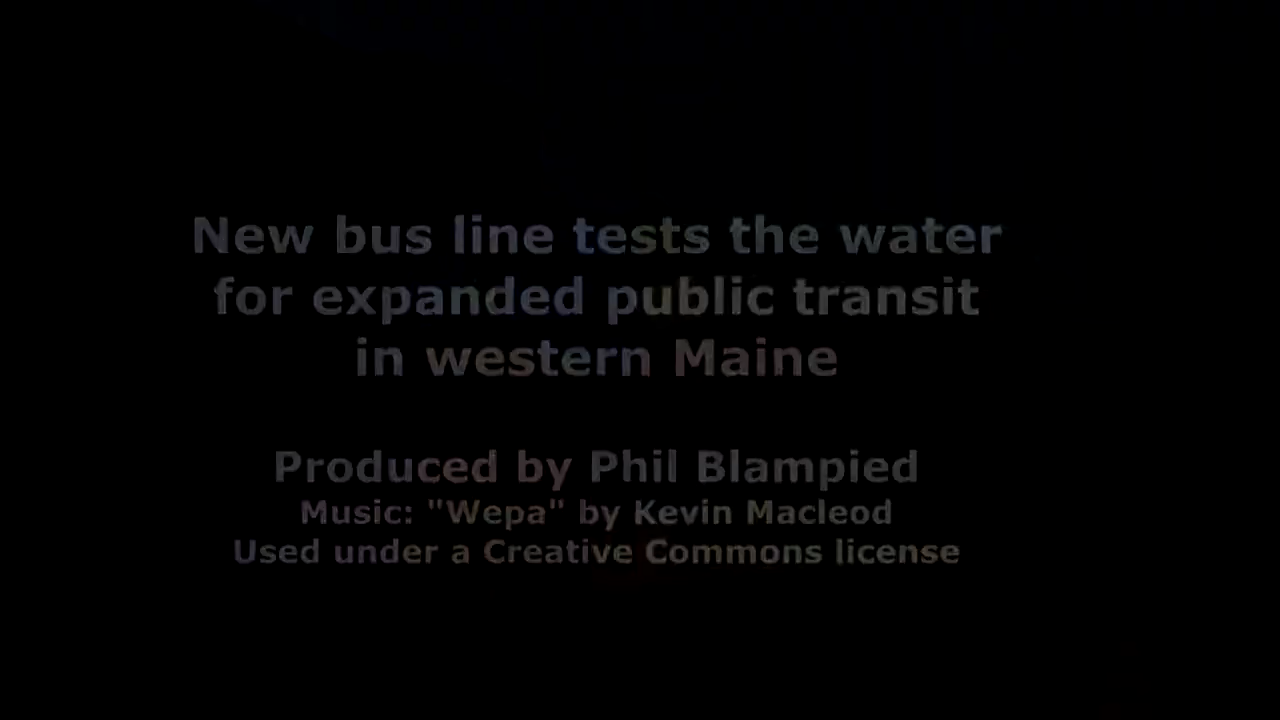 New bus line tests the water
for expanded public transit
in western Maine
Produced by Phil Blampied
Music: "Wepa" by Kevin Macleod
Used under a Creative Commons license